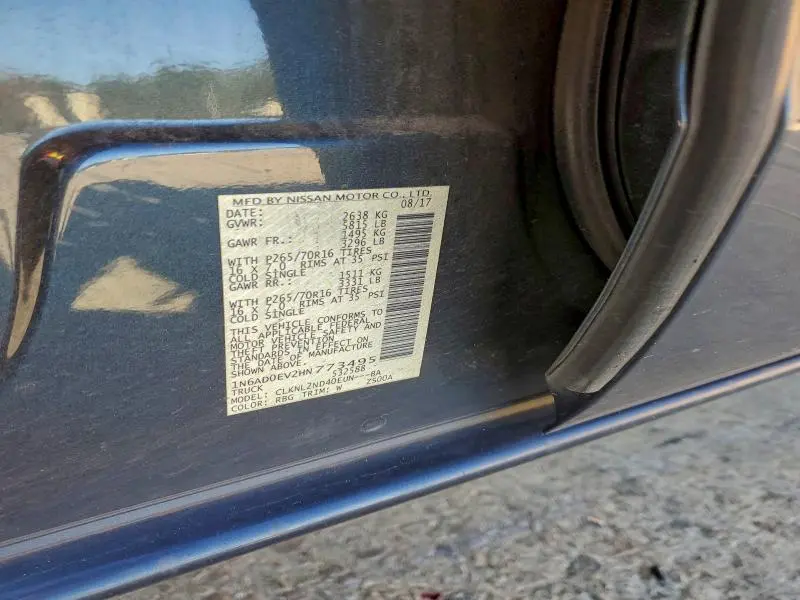 MFD BY NISSAN MOTOR CO., LTD.
DATE: 08/17
GVWR: 2638 KG
5815 LB
GAWR FR.: 1495 KG
3296 LB
WITH P265/70R16 TIRES
16 X 7.0 RIMS AT 35 PSI
COLD SINGLE
GAWR RR.: 1511 KG
3331 LB
WITH P265/70R16 TIRES
16 X 7.0 RIMS AT 35 PSI
COLD SINGLE
THIS VEHICLE CONFORMS TO
ALL APPLICABLE FEDERAL
MOTOR VEHICLE SAFETY AND
THEFT PREVENTION STANDARDS
IN EFFECT ON THE DATE OF MANUFACTURE
SHOWN ABOVE.
1N6AD0EV2HN773495
TRUCK 532588
MODEL: CLKNL2ND40EUN---BA
COLOR: RBG TRIM: W Z500A